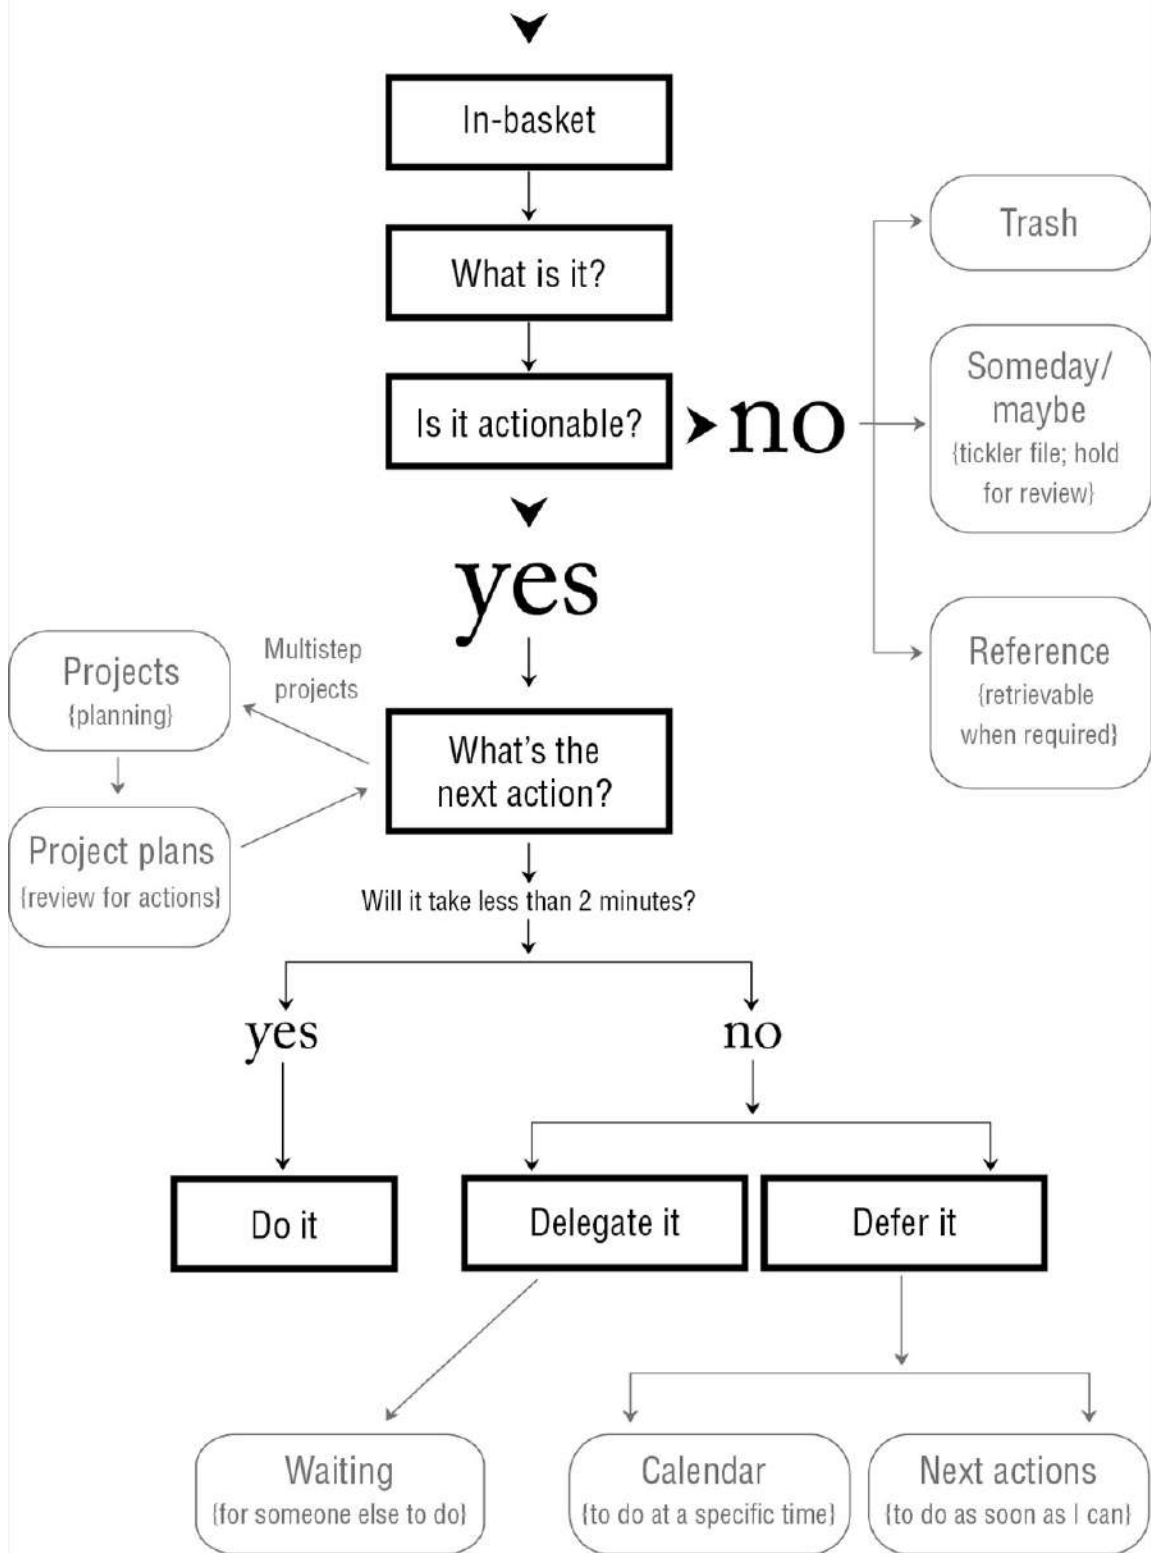 In-basket
What is it?
Trash
Is it actionable?
no
Someday/
maybe
{tickler file; hold
for review}
yes
Reference
{retrievable
when required}
Projects
{planning}
Multistep
projects
What's the
next action?
Project plans
{review for actions}
Will it take less than 2 minutes?
yes
no
Do it
Delegate it
Defer it
Waiting
{for someone else to do}
Calendar
{to do at a specific time}
Next actions
{to do as soon as I can}